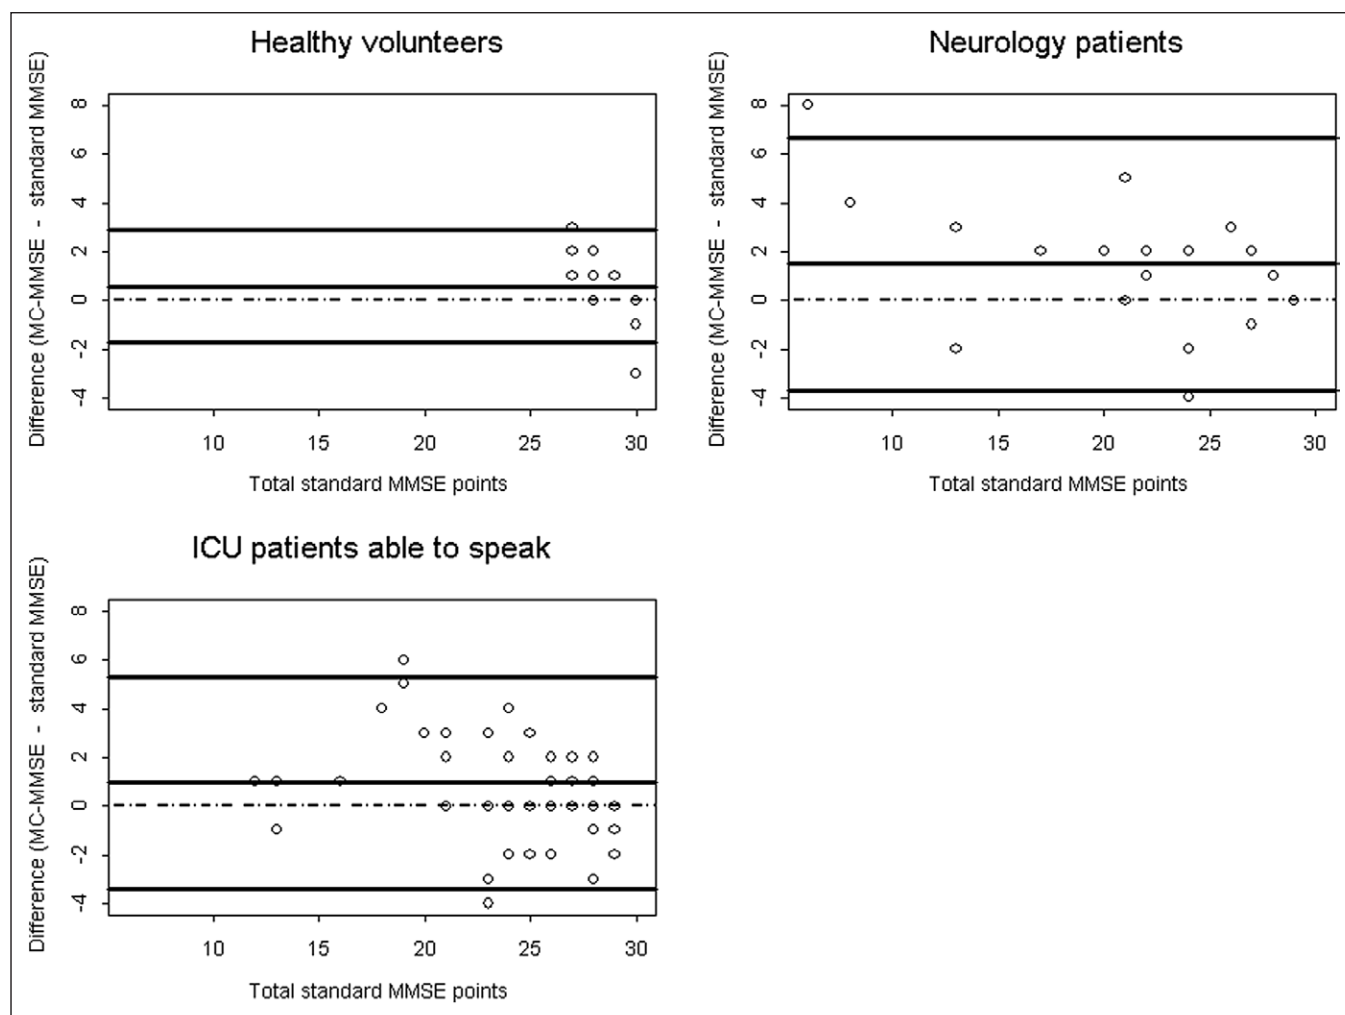 Healthy volunteers
Difference (MC-MMSE - standard MMSE)
8
6
4
2
0
-2
-4
10 15 20 25 30
Total standard MMSE points
Neurology patients
Difference (MC-MMSE - standard MMSE)
8
6
4
2
0
-2
-4
10 15 20 25 30
Total standard MMSE points
ICU patients able to speak
Difference (MC-MMSE - standard MMSE)
8
6
4
2
0
-2
-4
10 15 20 25 30
Total standard MMSE points